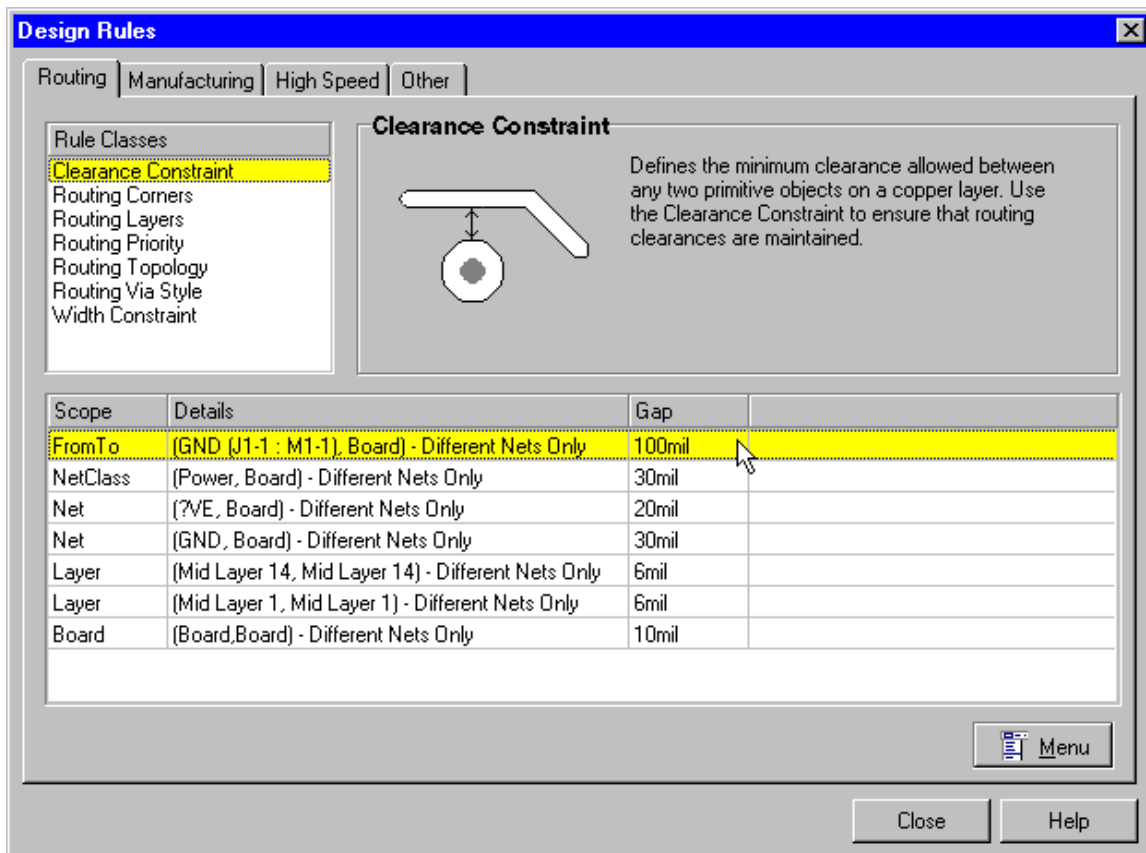 Design Rules
Routing Manufacturing High Speed Other
Rule Classes
Clearance Constraint
Routing Corners
Routing Layers
Routing Priority
Routing Topology
Routing Via Style
Width Constraint
Clearance Constraint
Defines the minimum clearance allowed between
any two primitive objects on a copper layer. Use
the Clearance Constraint to ensure that routing
clearances are maintained.
Scope Details Gap
FromTo (GND (J1-1 : M1-1), Board) - Different Nets Only 100mil
NetClass (Power, Board) - Different Nets Only 30mil
Net (?VE, Board) - Different Nets Only 20mil
Net (GND, Board) - Different Nets Only 30mil
Layer (Mid Layer 14, Mid Layer 14) - Different Nets Only 6mil
Layer (Mid Layer 1, Mid Layer 1) - Different Nets Only 6mil
Board (Board,Board) - Different Nets Only 10mil
Menu
Close Help